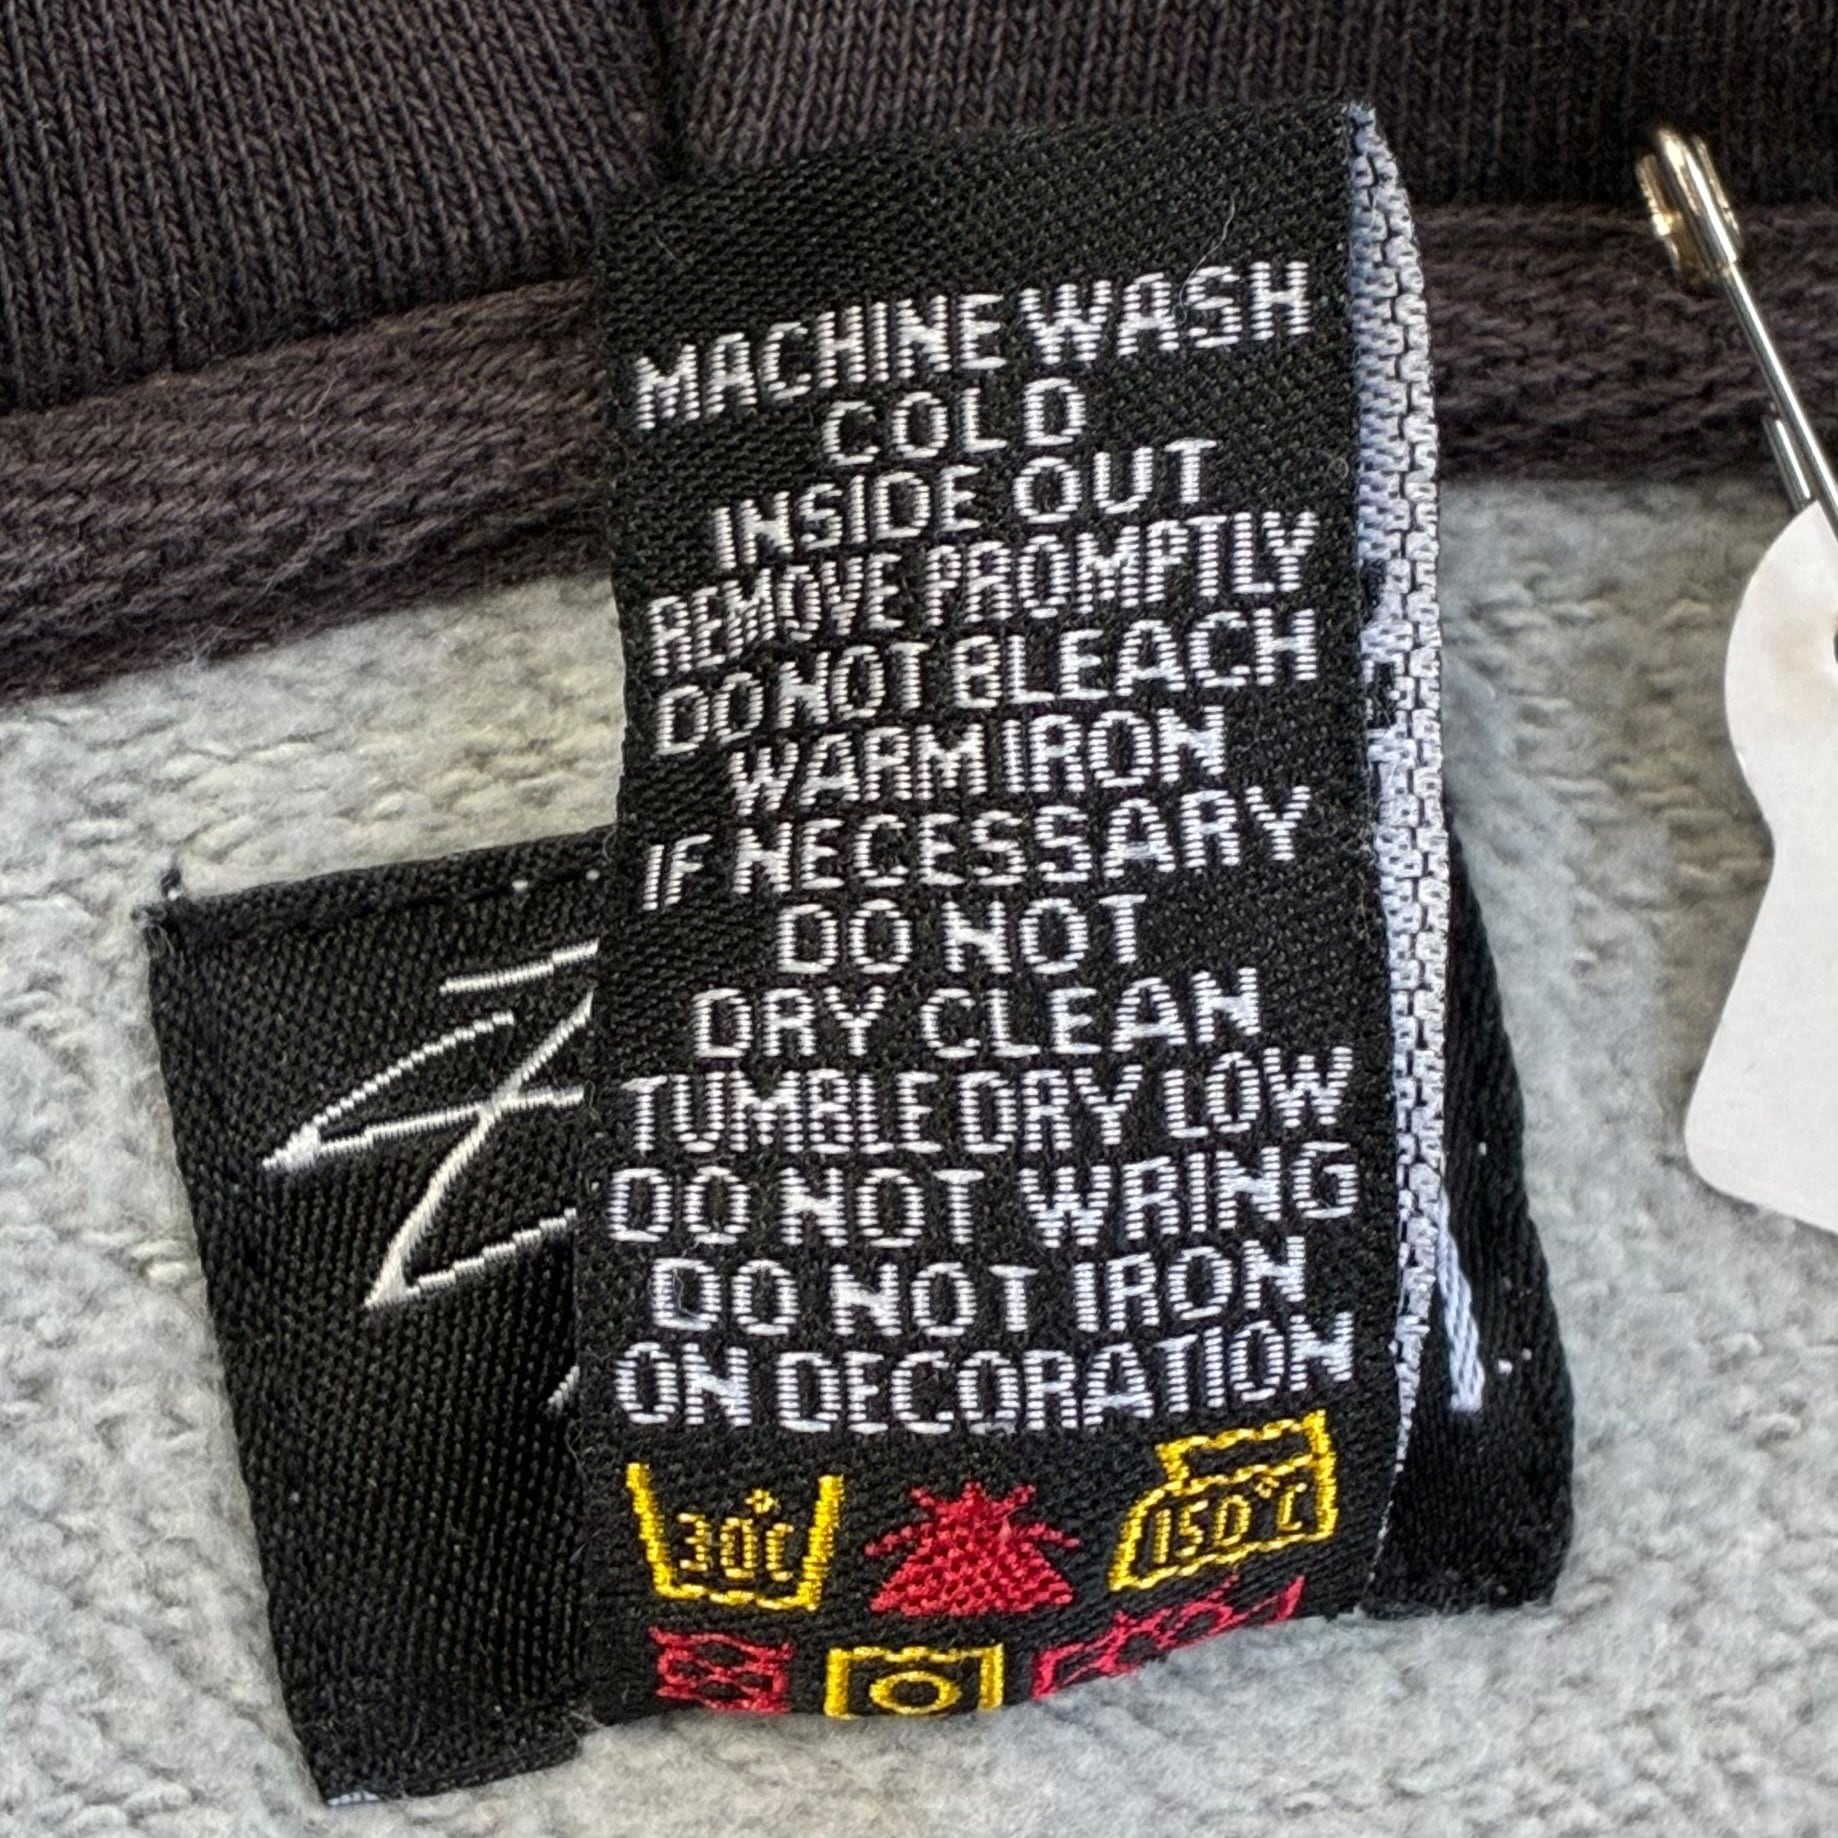 MACHINE WASH
COLD
INSIDE OUT
REMOVE PROMPTLY
DO NOT BLEACH
WARM IRON
IF NECESSARY
DO NOT
DRY CLEAN
TUMBLE DRY LOW
DO NOT WRING
DO NOT IRON
ON DECORATION
30°C
150°C